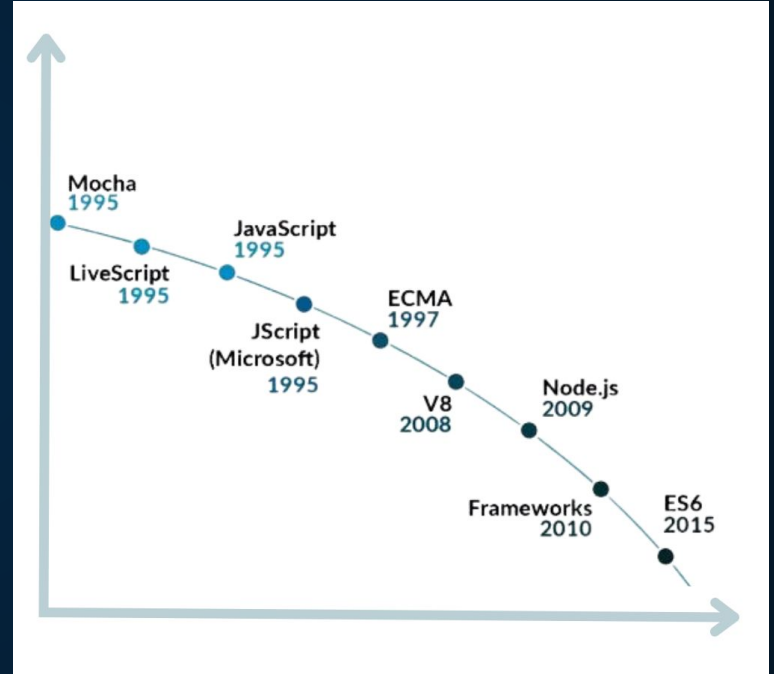 Mocha
1995
LiveScript
1995
JavaScript
1995
JScript
(Microsoft)
1995
ECMA
1997
V8
2008
Node.js
2009
Frameworks
2010
ES6
2015